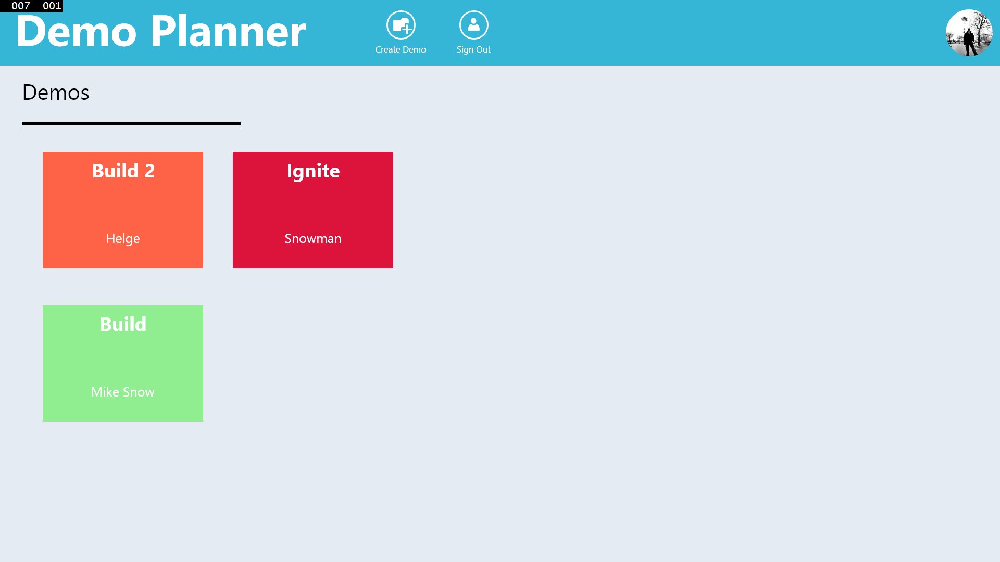 007 001
Demo Planner
Create Demo
Sign Out
Demos
Build 2
Helge
Ignite
Snowman
Build
Mike Snow